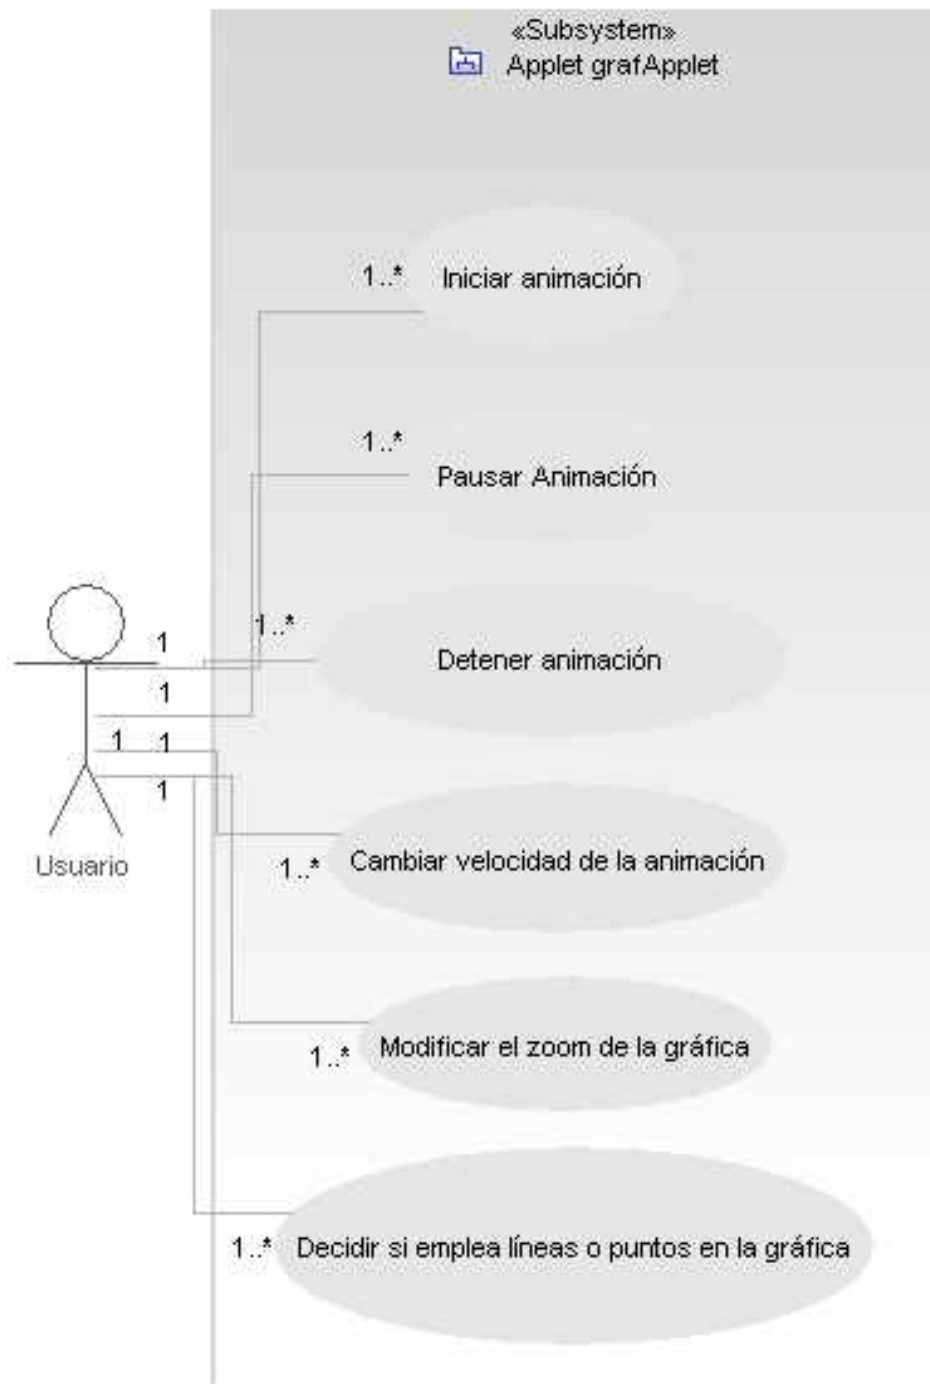 «Subsystem»
Applet grafApplet
1..* Iniciar animación
1..*
Pausar Animación
1
1..*
Detener animación
1
1 1
1
Usuario
1..* Cambiar velocidad de la animación
1..* Modificar el zoom de la gráfica
1..* Decidir si emplea líneas o puntos en la gráfica